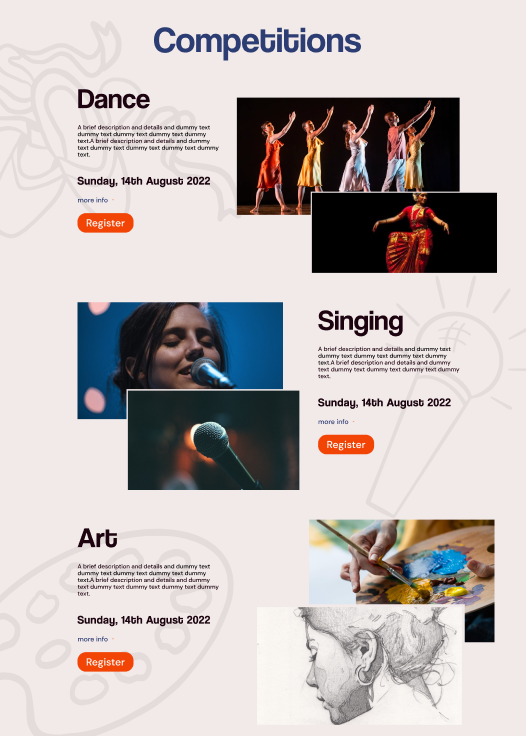 Competitions
Dance
A brief description and details and dummy text
dummy text dummy text dummy text dummy
text.A brief description and details and dummy
text dummy text dummy text dummy text dummy
text.
Sunday, 14th August 2022
more info
Register
Singing
A brief description and details and dummy text
dummy text dummy text dummy text dummy
text.A brief description and details and dummy
text dummy text dummy text dummy text dummy
text.
Sunday, 14th August 2022
more info
Register
Art
A brief description and details and dummy text
dummy text dummy text dummy text dummy
text.A brief description and details and dummy
text dummy text dummy text dummy text dummy
text.
Sunday, 14th August 2022
more info
Register